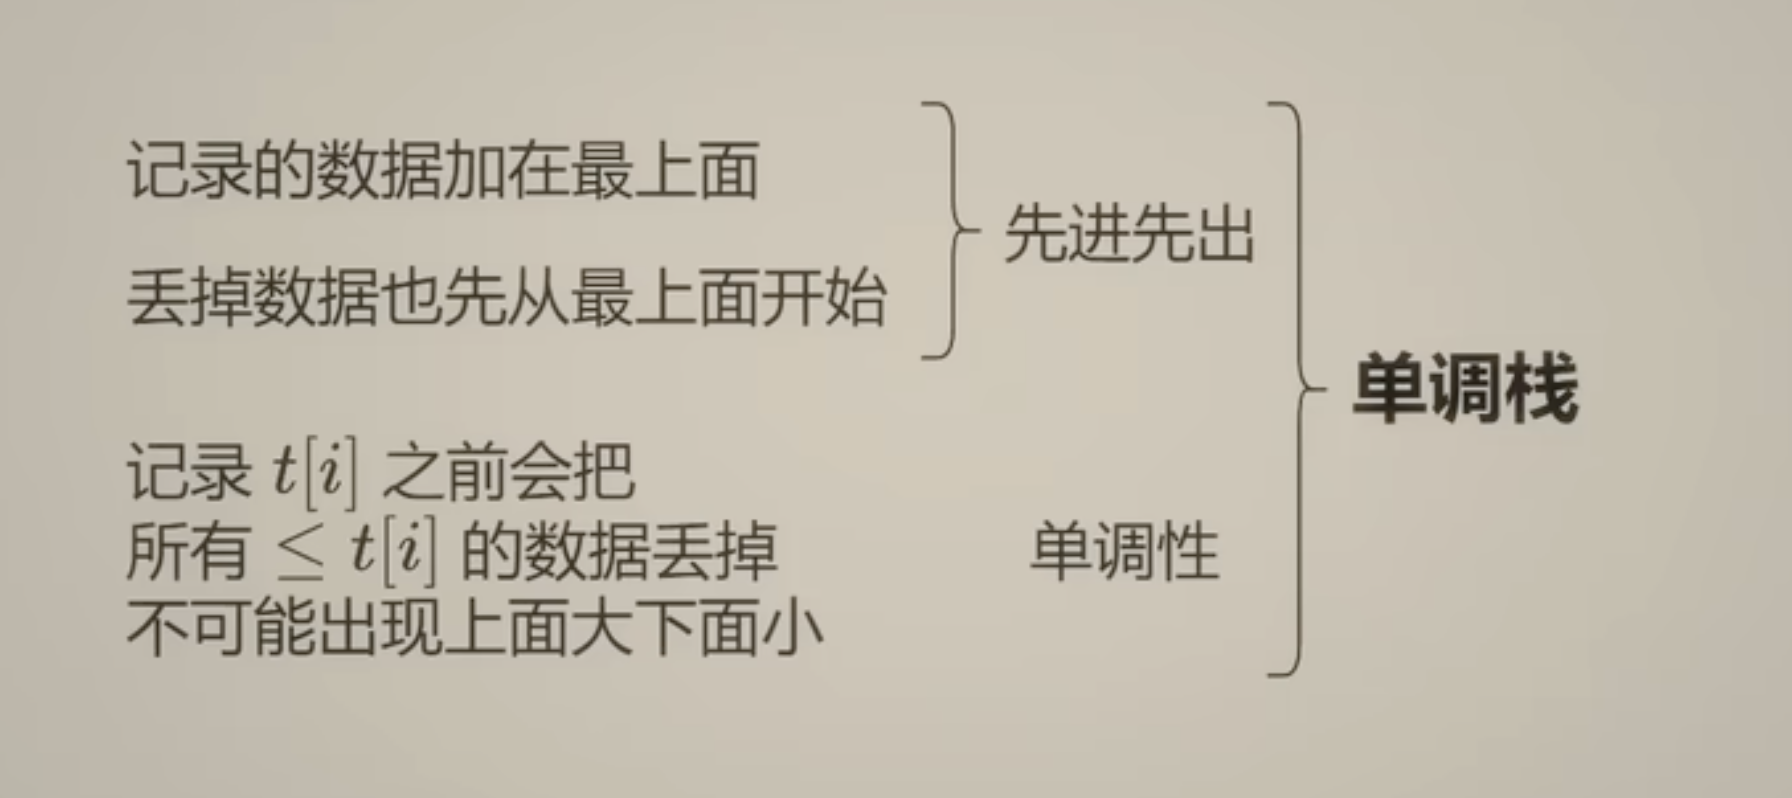 记录的数据加在最上面
丢掉数据也先从最上面开始
先进先出
记录 t[i] 之前会把
所有 ≤ t[i] 的数据丢掉
不可能出现上面大下面小
单调性
单调栈